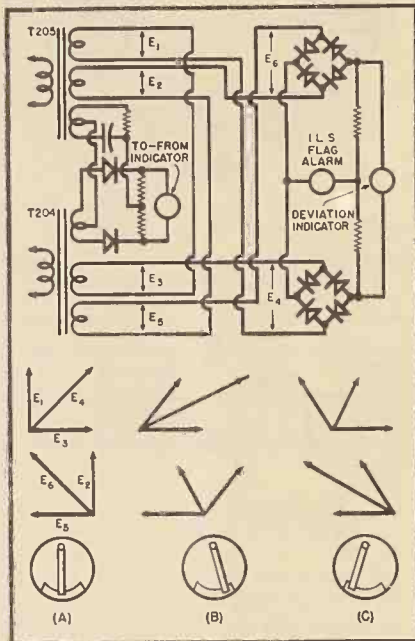 T205
E1
E2
E6
TO-FROM
INDICATOR
I L S
FLAG
ALARM
DEVIATION
INDICATOR
T204
E3
E4
E5
E1
E4
E3
E6
E2
E5
(A)
(B)
(C)